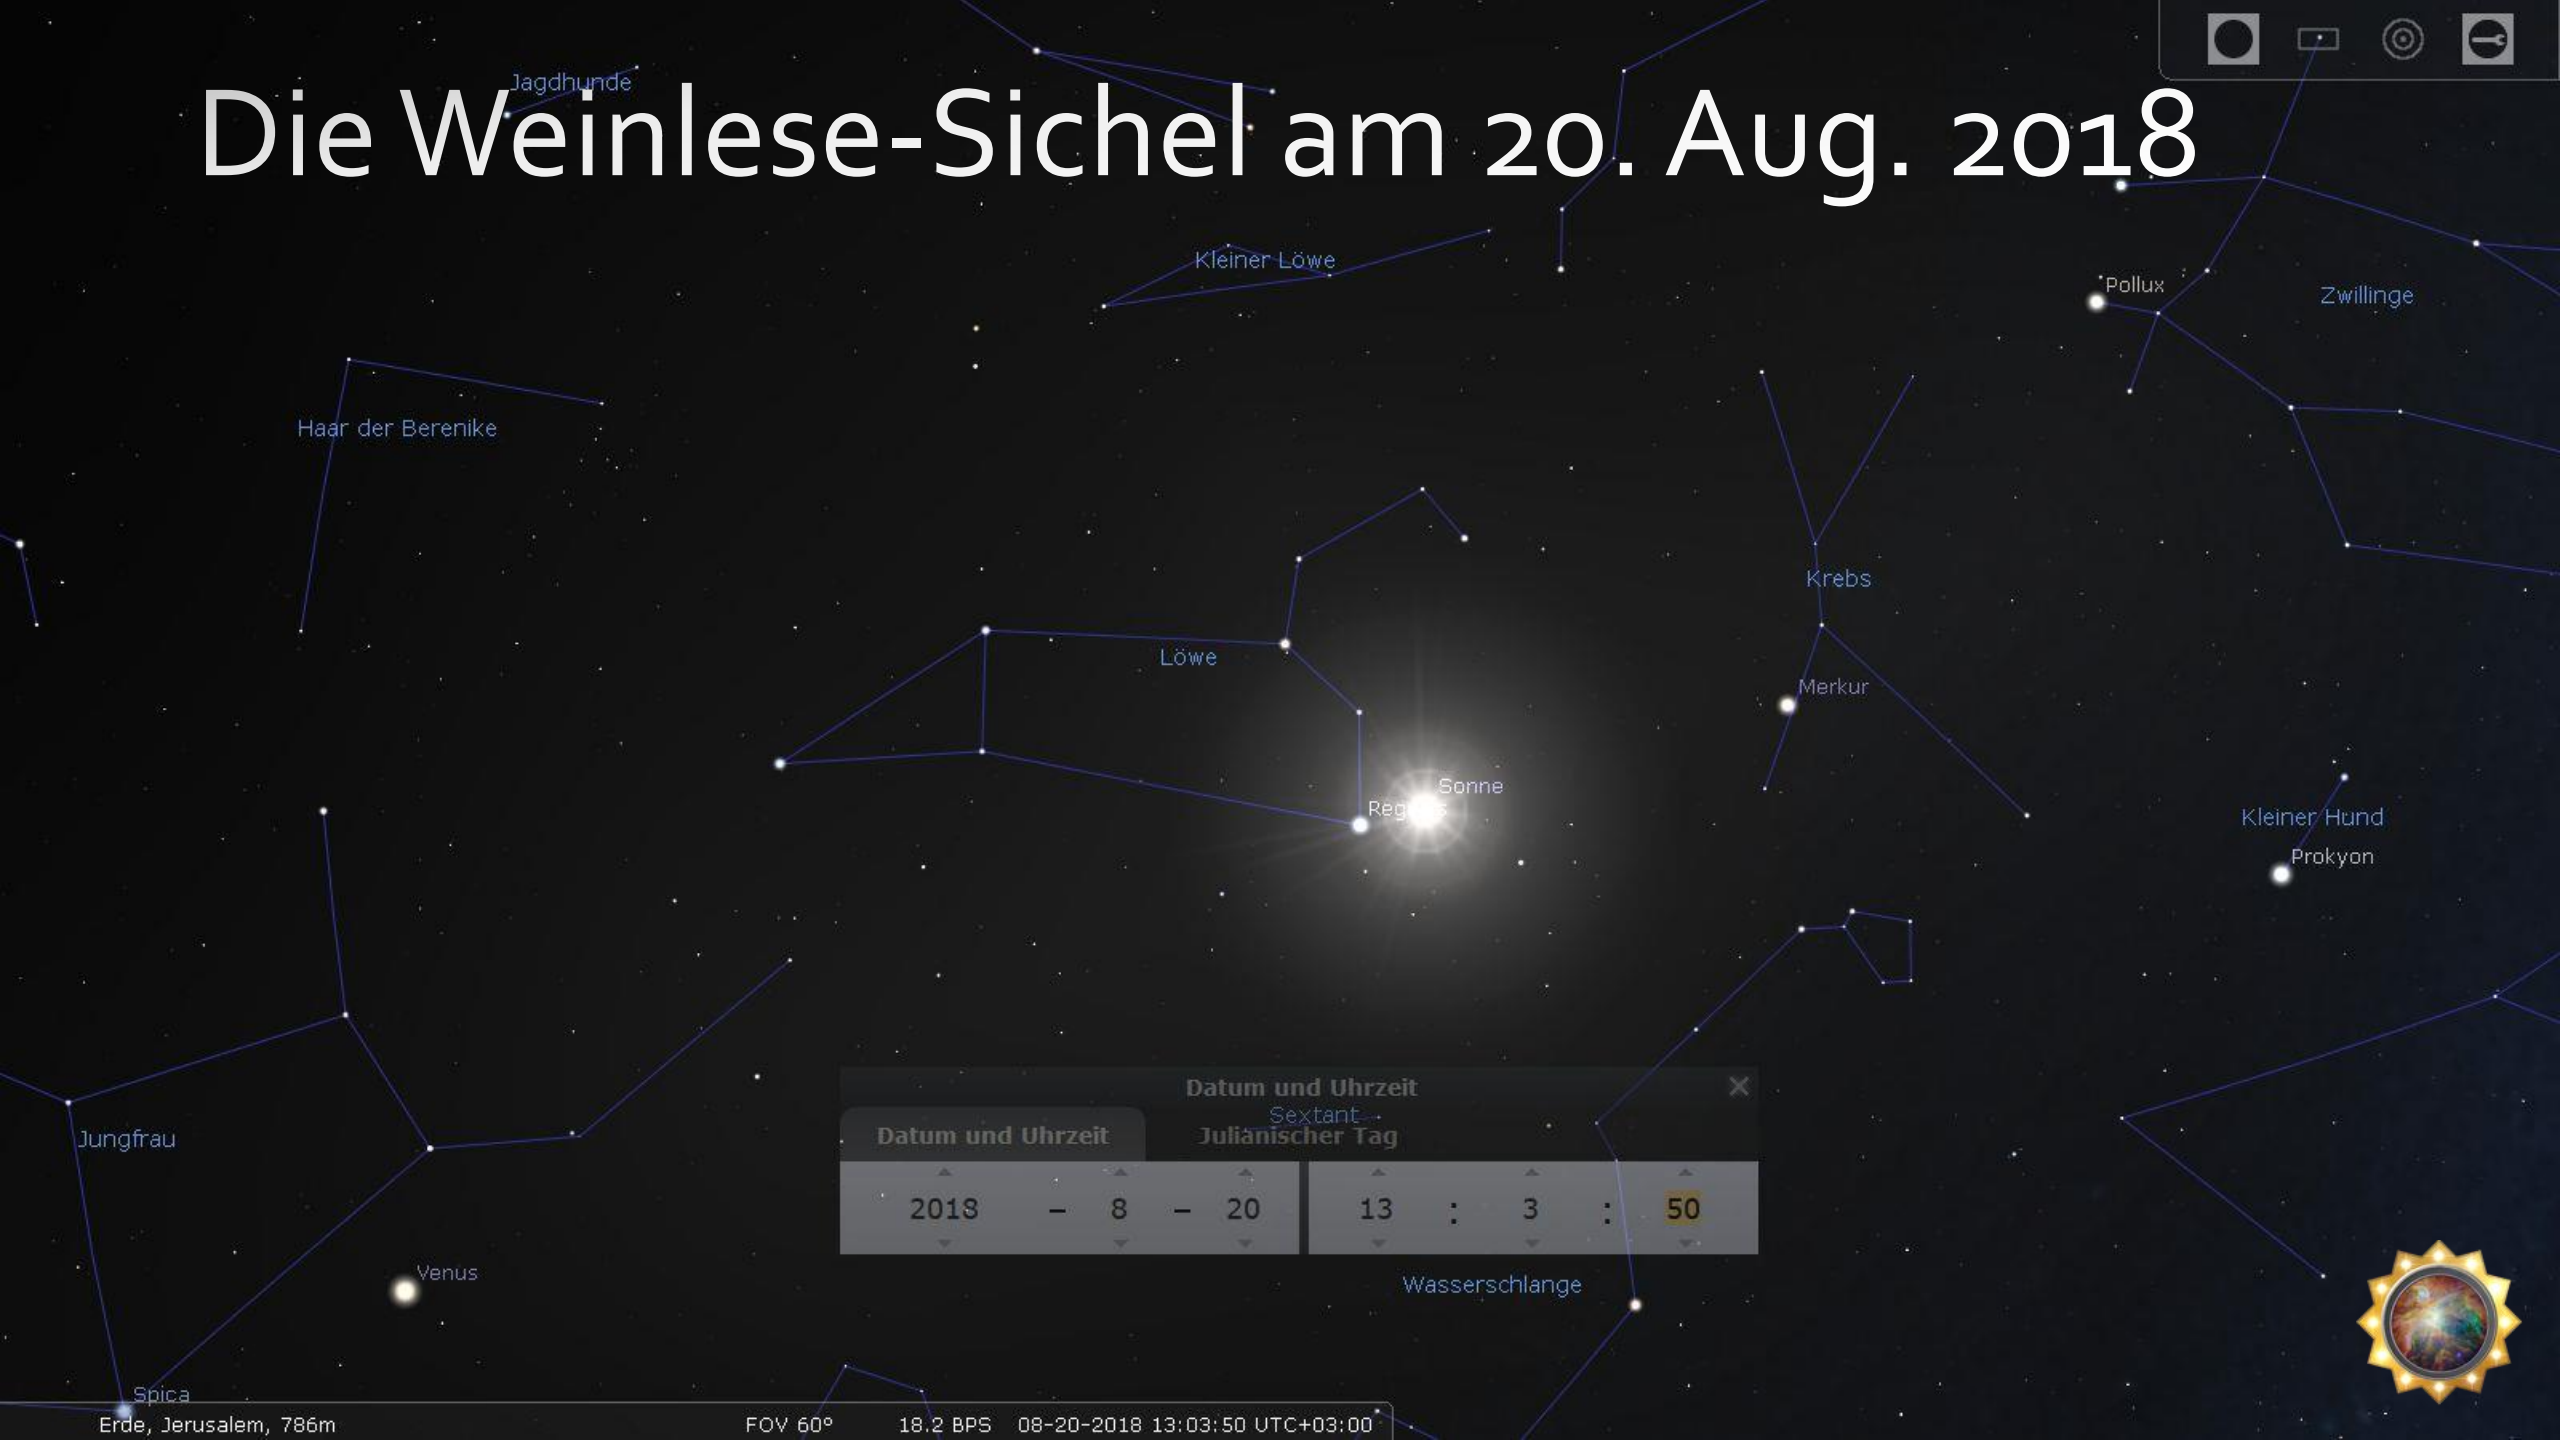 Jagdhunde
Die Weinlese-Sichel am 20. Aug. 2018
Kleiner Löwe
Pollux
Zwillinge
Haar der Berenike
Krebs
Löwe
Merkur
Sonne
Kleiner Hund
Prokyon
Datum und Uhrzeit
Sextant
Datum und Uhrzeit
Julianischer Tag
Jungfrau
2018 – 8 – 20 13 : 3 : 50
Venus
Wasserschlange
Spica
Erde, Jerusalem, 786m FOV 60° 18.2 BPS 08-20-2018 13:03:50 UTC+03:00